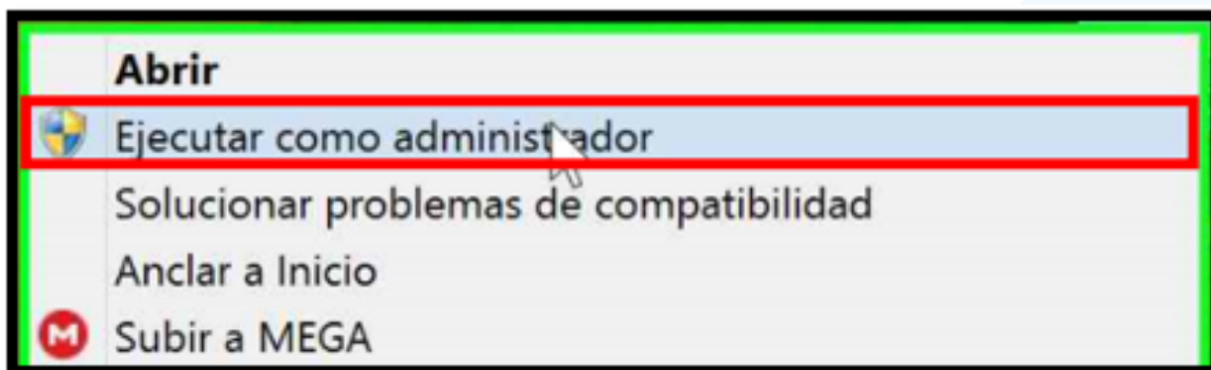 Abrir
Ejecutar como administrador
Solucionar problemas de compatibilidad
Anclar a Inicio
M
Subir a MEGA